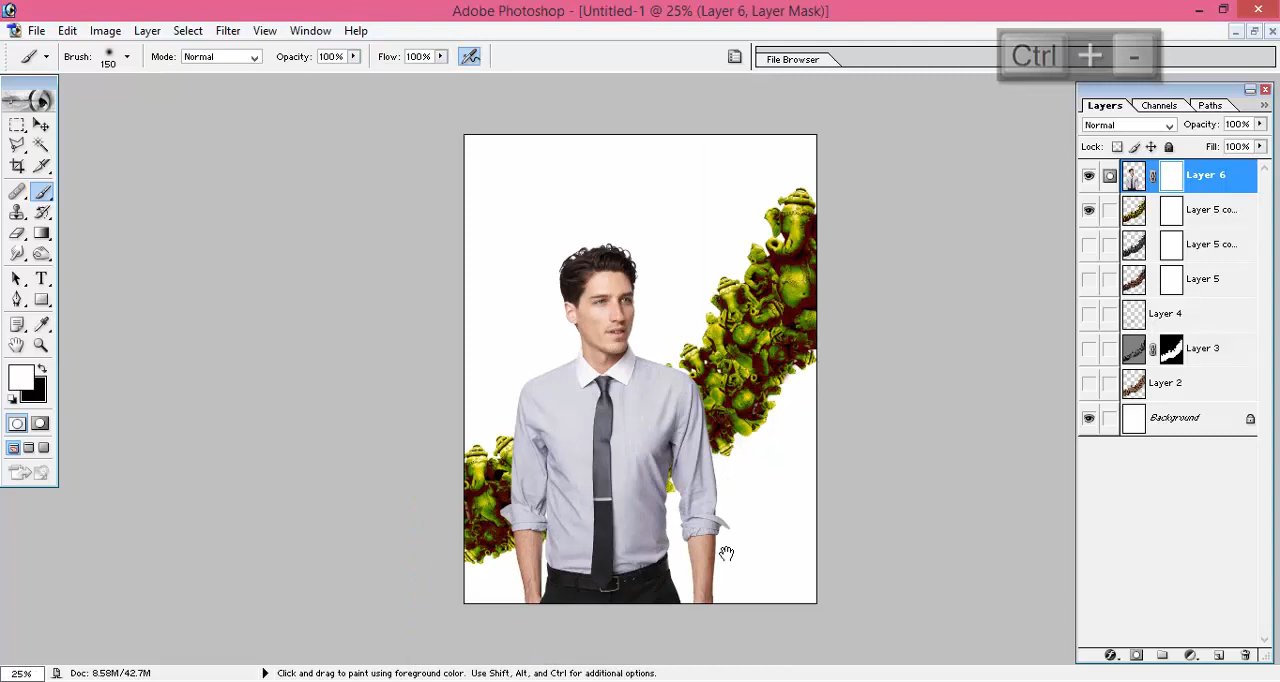 Adobe Photoshop - [Untitled-1 @ 25% (Layer 6, Layer Mask)]
File Edit Image Layer Select Filter View Window Help
Ctrl + -
Brush: 150 Mode: Normal Opacity: 100% Flow: 100% File Browser
Layers Channels Paths
Normal Opacity: 100%
Lock: Fill: 100%
Layer 6
Layer 5 co...
Layer 5 co...
Layer 5
Layer 4
Layer 3
Layer 2
Background
25% Doc: 8.58M/42.7M Click and drag to paint using foreground color. Use Shift, Alt, and Ctrl for additional options.